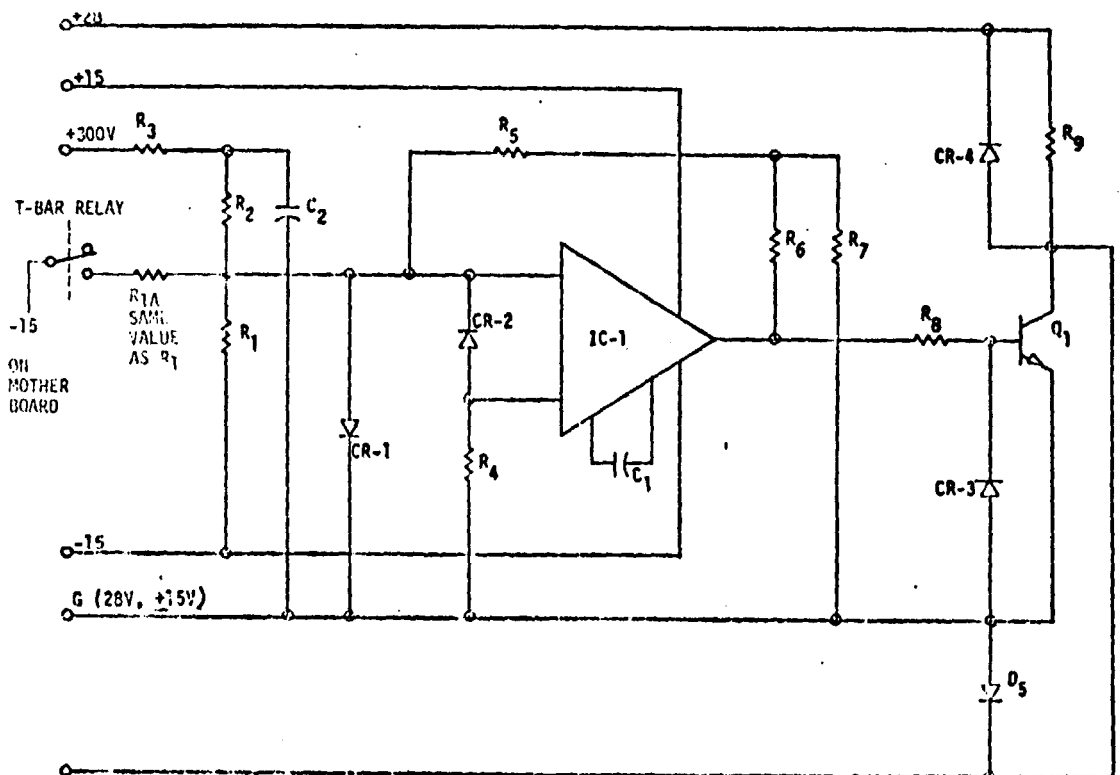 +28
+15
+300V
R3
R5
R9
CR-4
T-BAR RELAY
R2
C2
R6
R7
R1A
SAME
VALUE
AS R1
-15
ON
MOTHER
BOARD
R1
CR-2
IC-1
R8
Q1
CR-1
R4
C1
CR-3
-15
G (28V, +15V)
D5